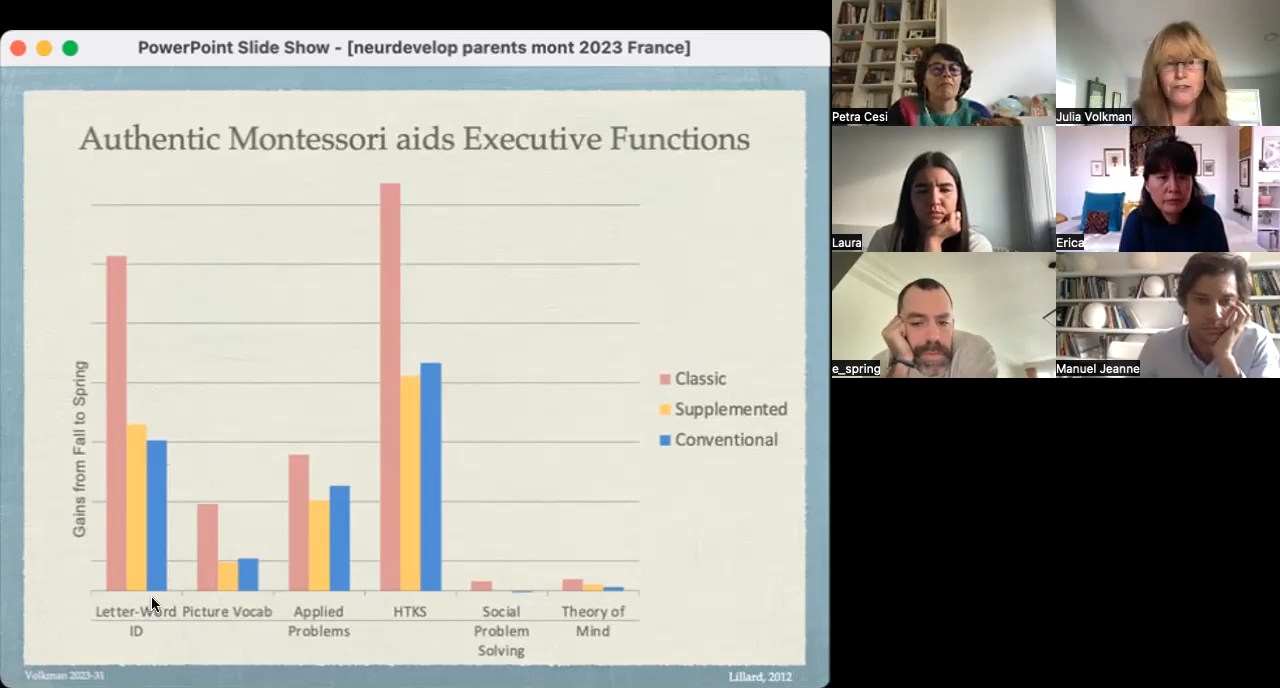 PowerPoint Slide Show - [neurdevelop parents mont 2023 France]
Authentic Montessori aids Executive Functions
Gains from Fall to Spring
Letter-Word ID
Picture Vocab
Applied Problems
HTKS
Social Problem Solving
Theory of Mind
Classic
Supplemented
Conventional
Volkman 2023-31
Lillard, 2012
Petra Cesi
Julia Volkman
Laura
Erica
e_spring
Manuel Jeanne